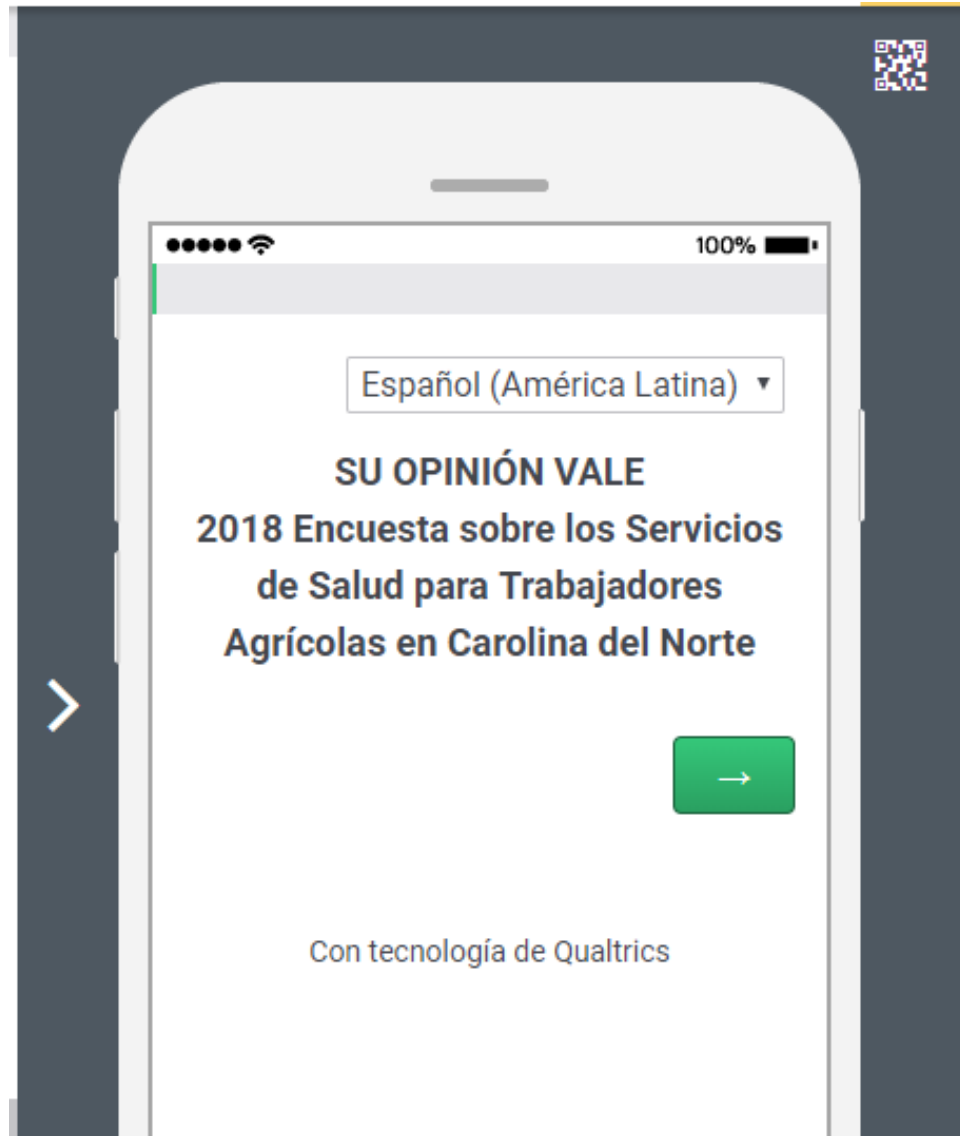 100%
Español (América Latina)
SU OPINIÓN VALE
2018 Encuesta sobre los Servicios
de Salud para Trabajadores
Agrícolas en Carolina del Norte
→
Con tecnología de Qualtrics